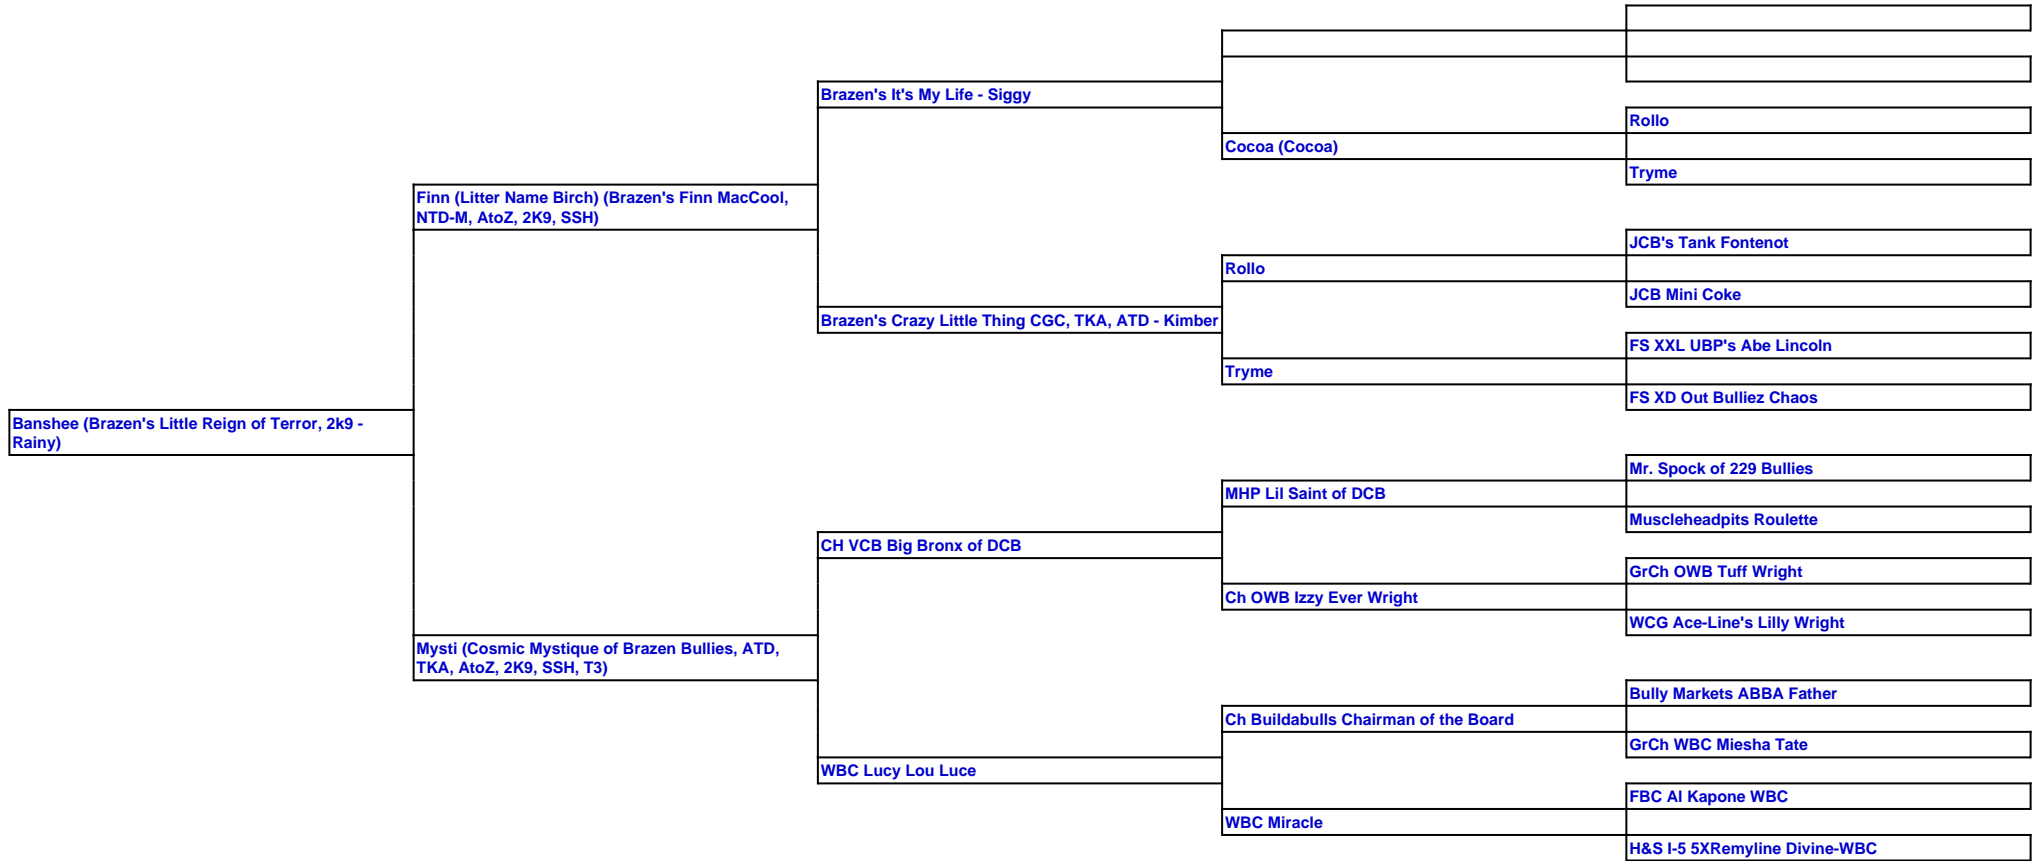 Brazen's It's My Life - Siggy
Rollo
Cocoa (Cocoa)
Tryme
Finn (Litter Name Birch) (Brazen's Finn MacCool,
NTD-M, AtoZ, 2K9, SSH)
JCB's Tank Fontenot
Rollo
JCB Mini Coke
Brazen's Crazy Little Thing CGC, TKA, ATD - Kimber
FS XXL UBP's Abe Lincoln
Tryme
FS XD Out Bulliez Chaos
Banshee (Brazen's Little Reign of Terror, 2k9 -
Rainy)
Mr. Spock of 229 Bullies
MHP Lil Saint of DCB
Muscleheadpits Roulette
CH VCB Big Bronx of DCB
GrCh OWB Tuff Wright
Ch OWB Izzy Ever Wright
WCG Ace-Line's Lilly Wright
Mysti (Cosmic Mystique of Brazen Bullies, ATD,
TKA, AtoZ, 2K9, SSH, T3)
Bully Markets ABBA Father
Ch Buildabulls Chairman of the Board
GrCh WBC Miesha Tate
WBC Lucy Lou Luce
FBC Al Kapone WBC
WBC Miracle
H&S I-5 5XRemyline Divine-WBC